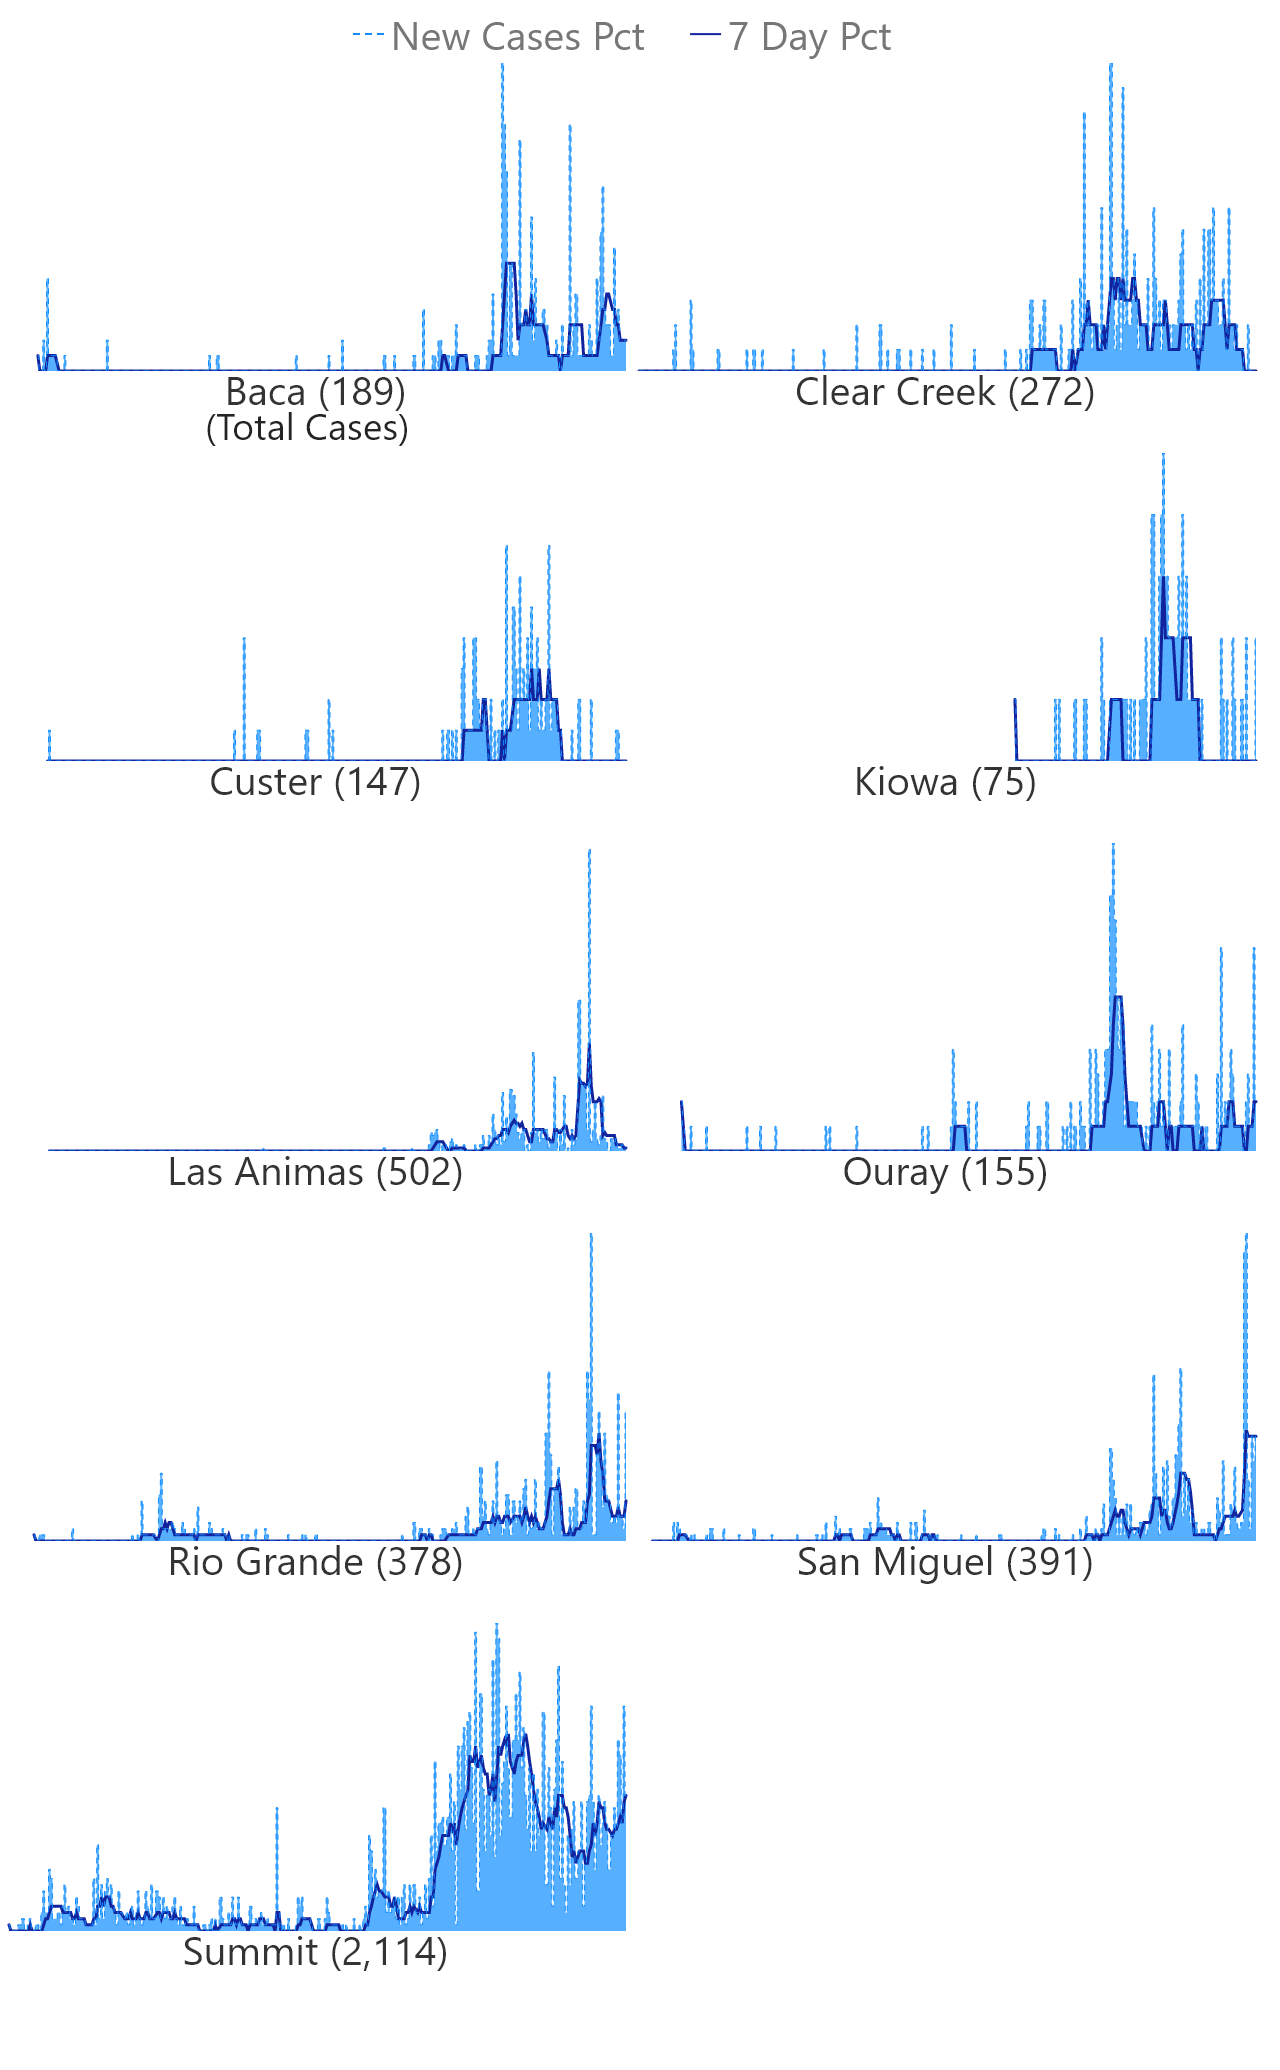 New Cases Pct 7 Day Pct
Baca (189)
(Total Cases)
Clear Creek (272)
Custer (147)
Kiowa (75)
Las Animas (502)
Ouray (155)
Rio Grande (378)
San Miguel (391)
Summit (2,114)